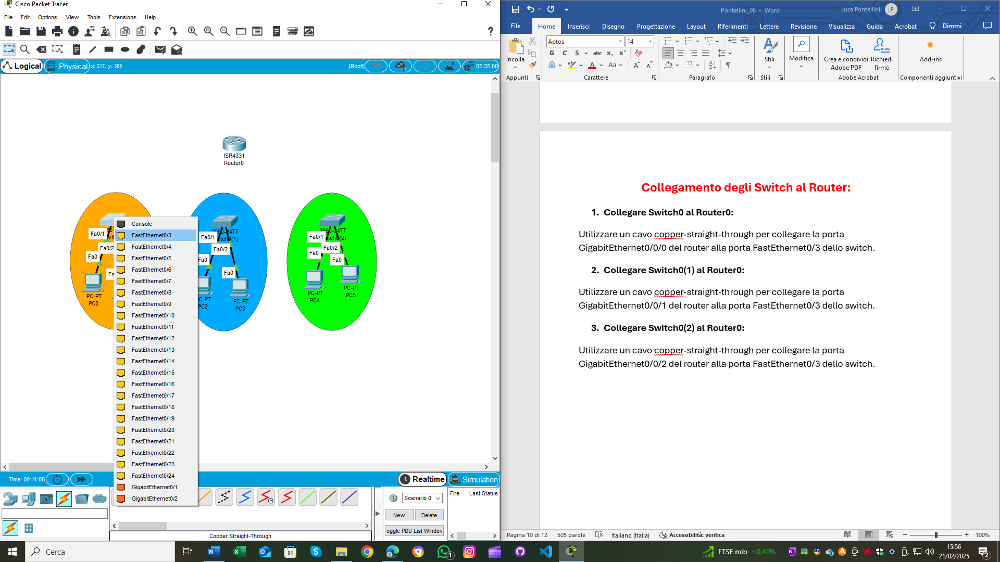 Cisco Packet Tracer
File Edit Options View Tools Extensions Help
Logical Physical x: 217, y: 385 [Root] 05:35:00
ISR4331
Router0
Fa0/1
Fa0/2
Fa0
PC-PT
PC0
Fa0/1
Fa0/2
Fa0
Fa0
PC2
PC-PT
PC3
2960-24TT
Fa0/1
Fa0/2
Fa0
Fa0
PC-PT
PC4
PC-PT
PC5
Console
FastEthernet0/3
FastEthernet0/4
FastEthernet0/5
FastEthernet0/6
FastEthernet0/7
FastEthernet0/8
FastEthernet0/9
FastEthernet0/10
FastEthernet0/11
FastEthernet0/12
FastEthernet0/13
FastEthernet0/14
FastEthernet0/15
FastEthernet0/16
FastEthernet0/17
FastEthernet0/18
FastEthernet0/19
FastEthernet0/20
FastEthernet0/21
FastEthernet0/22
FastEthernet0/23
FastEthernet0/24
GigabitEthernet0/1
GigabitEthernet0/2
Time: 00:11:08
Realtime Simulation
Scenario 0
New Delete
oggle PDU List Window
Fire Last Status
Copper Straight-Through
Pontellini_08 - Word
Luca Pontellini LP
File Home Inserisci Disegno Progettazione Layout Riferimenti Lettere Revisione Visualizza Guida Acrobat Dimmi
Incolla
Appunti
Aptos 14
G C S abc x₂ x²
Carattere
Paragrafo
Stili
Stili
Modifica
Crea e condividi
Adobe PDF
Richiedi
firme
Adobe Acrobat
Add-ins
Componenti aggiuntivi
Collegamento degli Switch al Router:
1. Collegare Switch0 al Router0:
Utilizzare un cavo copper-straight-through per collegare la porta
GigabitEthernet0/0/0 del router alla porta FastEthernet0/3 dello switch.
2. Collegare Switch0(1) al Router0:
Utilizzare un cavo copper-straight-through per collegare la porta
GigabitEthernet0/0/1 del router alla porta FastEthernet0/3 dello switch.
3. Collegare Switch0(2) al Router0:
Utilizzare un cavo copper-straight-through per collegare la porta
GigabitEthernet0/0/2 del router alla porta FastEthernet0/3 dello switch.
Pagina 10 di 12 505 parole Italiano (Italia) Accessibilità: verifica 100%
Cerca
FTSE mib +0,40%
15:56
21/02/2025